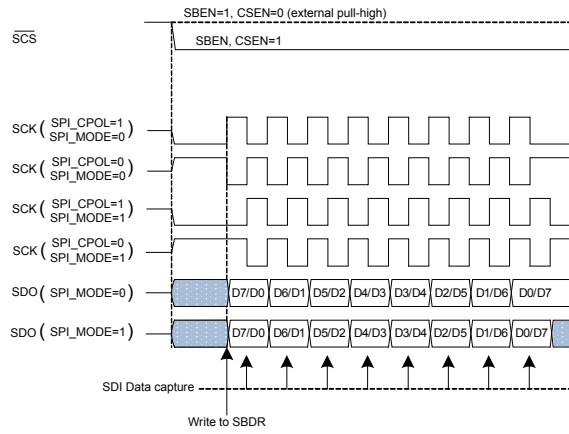 SBEN=1, CSEN=0 (external pull-high)
SCS
SBEN, CSEN=1
SCK ( SPI_CPOL=1 SPI_MODE=0 )
SCK ( SPI_CPOL=0 SPI_MODE=0 )
SCK ( SPI_CPOL=1 SPI_MODE=1 )
SCK ( SPI_CPOL=0 SPI_MODE=1 )
SDO ( SPI_MODE=0 ) D7/D0 D6/D1 D5/D2 D4/D3 D3/D4 D2/D5 D1/D6 D0/D7
SDO ( SPI_MODE=1 ) D7/D0 D6/D1 D5/D2 D4/D3 D3/D4 D2/D5 D1/D6 D0/D7
SDI Data capture
Write to SBDR